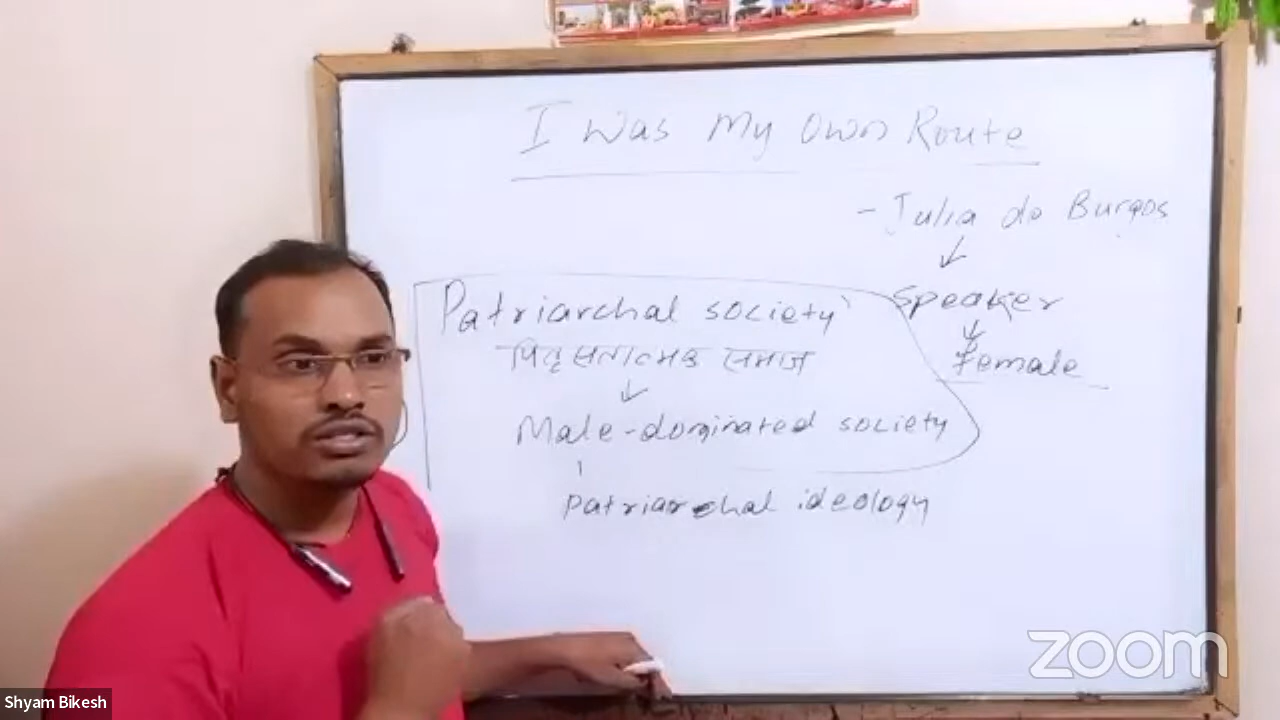 I Was My Own Route
- Julia de Burgos
Speaker
Female
Patriarchal society
पितृसत्तात्मक समाज
Male-dominated society
Patriarchal ideology
zoom
Shyam Bikesh